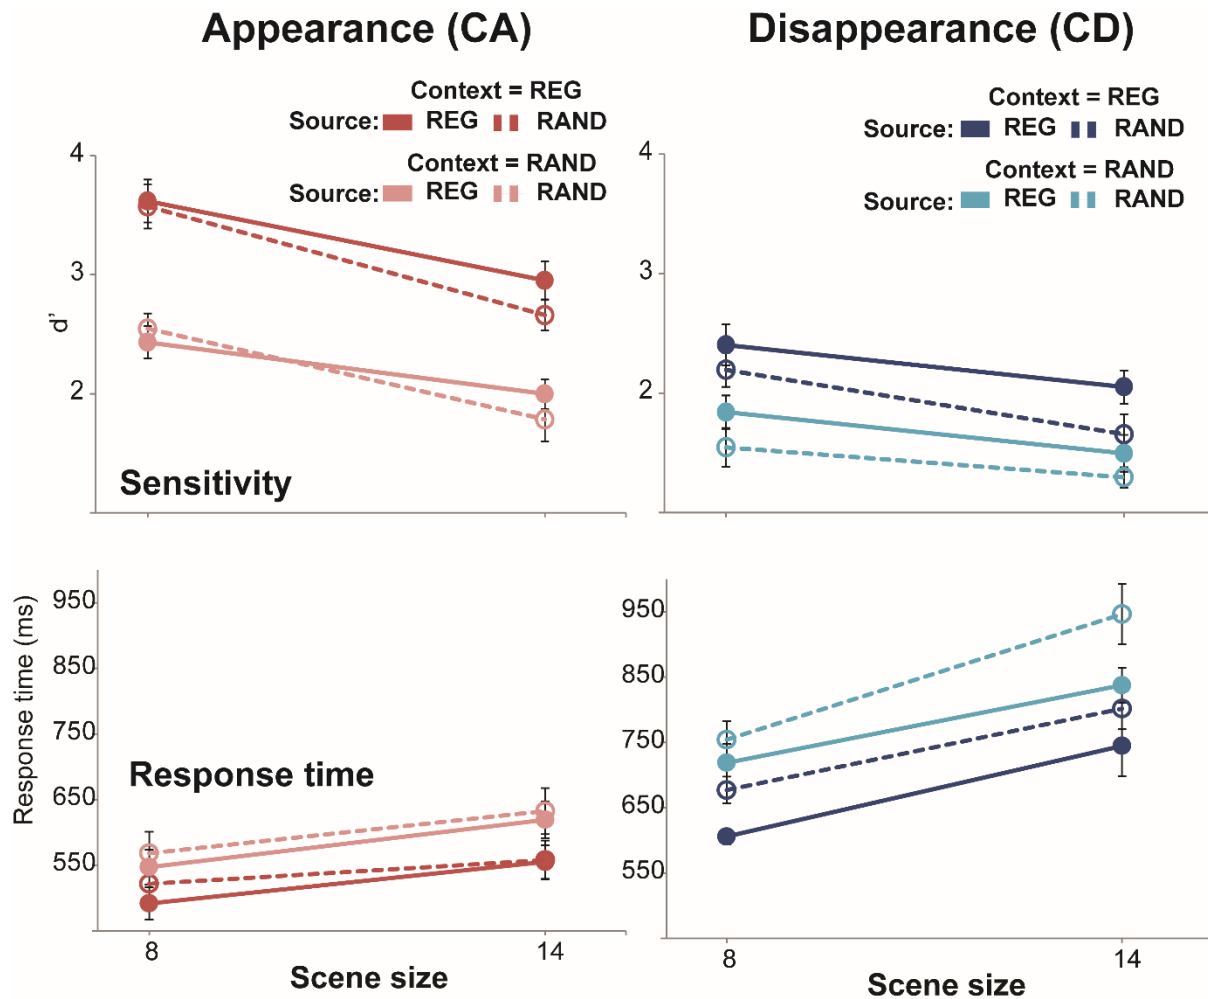 Appearance (CA)
Context = REG
Source: REG RAND
Context = RAND
Source: REG RAND
4
3
2
d'
Sensitivity
Disappearance (CD)
Context = REG
Source: REG RAND
Context = RAND
Source: REG RAND
4
3
2
950
850
750
650
550
Response time (ms)
Response time
8
14
Scene size
950
850
750
650
550
8
14
Scene size